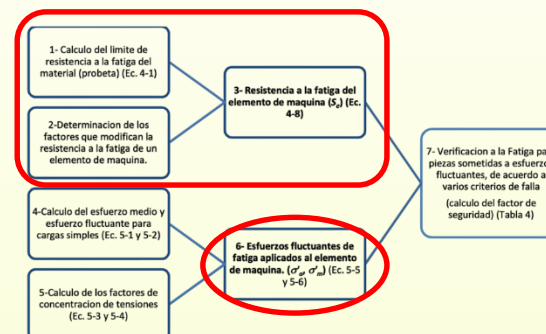 1- Calculo del limite de
resistencia a la fatiga del
material (probeta) (Ec. 4-1)
2-Determinacion de los
factores que modifican la
resistencia a la fatiga de un
elemento de maquina.
3- Resistencia a la fatiga del
elemento de maquina (Se) (Ec.
4-8)
4-Calculo del esfuerzo medio y
esfuerzo fluctuante para
cargas simples (Ec. 5-1 y 5-2)
5-Calculo de los factores de
concentracion de tensiones
(Ec. 5-3 y 5-4)
6- Esfuerzos fluctuantes de
fatiga aplicados al elemento
de maquina. (σ'a, σ'm) (Ec. 5-5
y 5-6)
7- Verificacion a la Fatiga pa
piezas sometidas a esfuerzo
fluctuantes, de acuerdo a
varios criterios de falla
(calculo del factor de
seguridad) (Tabla 4)